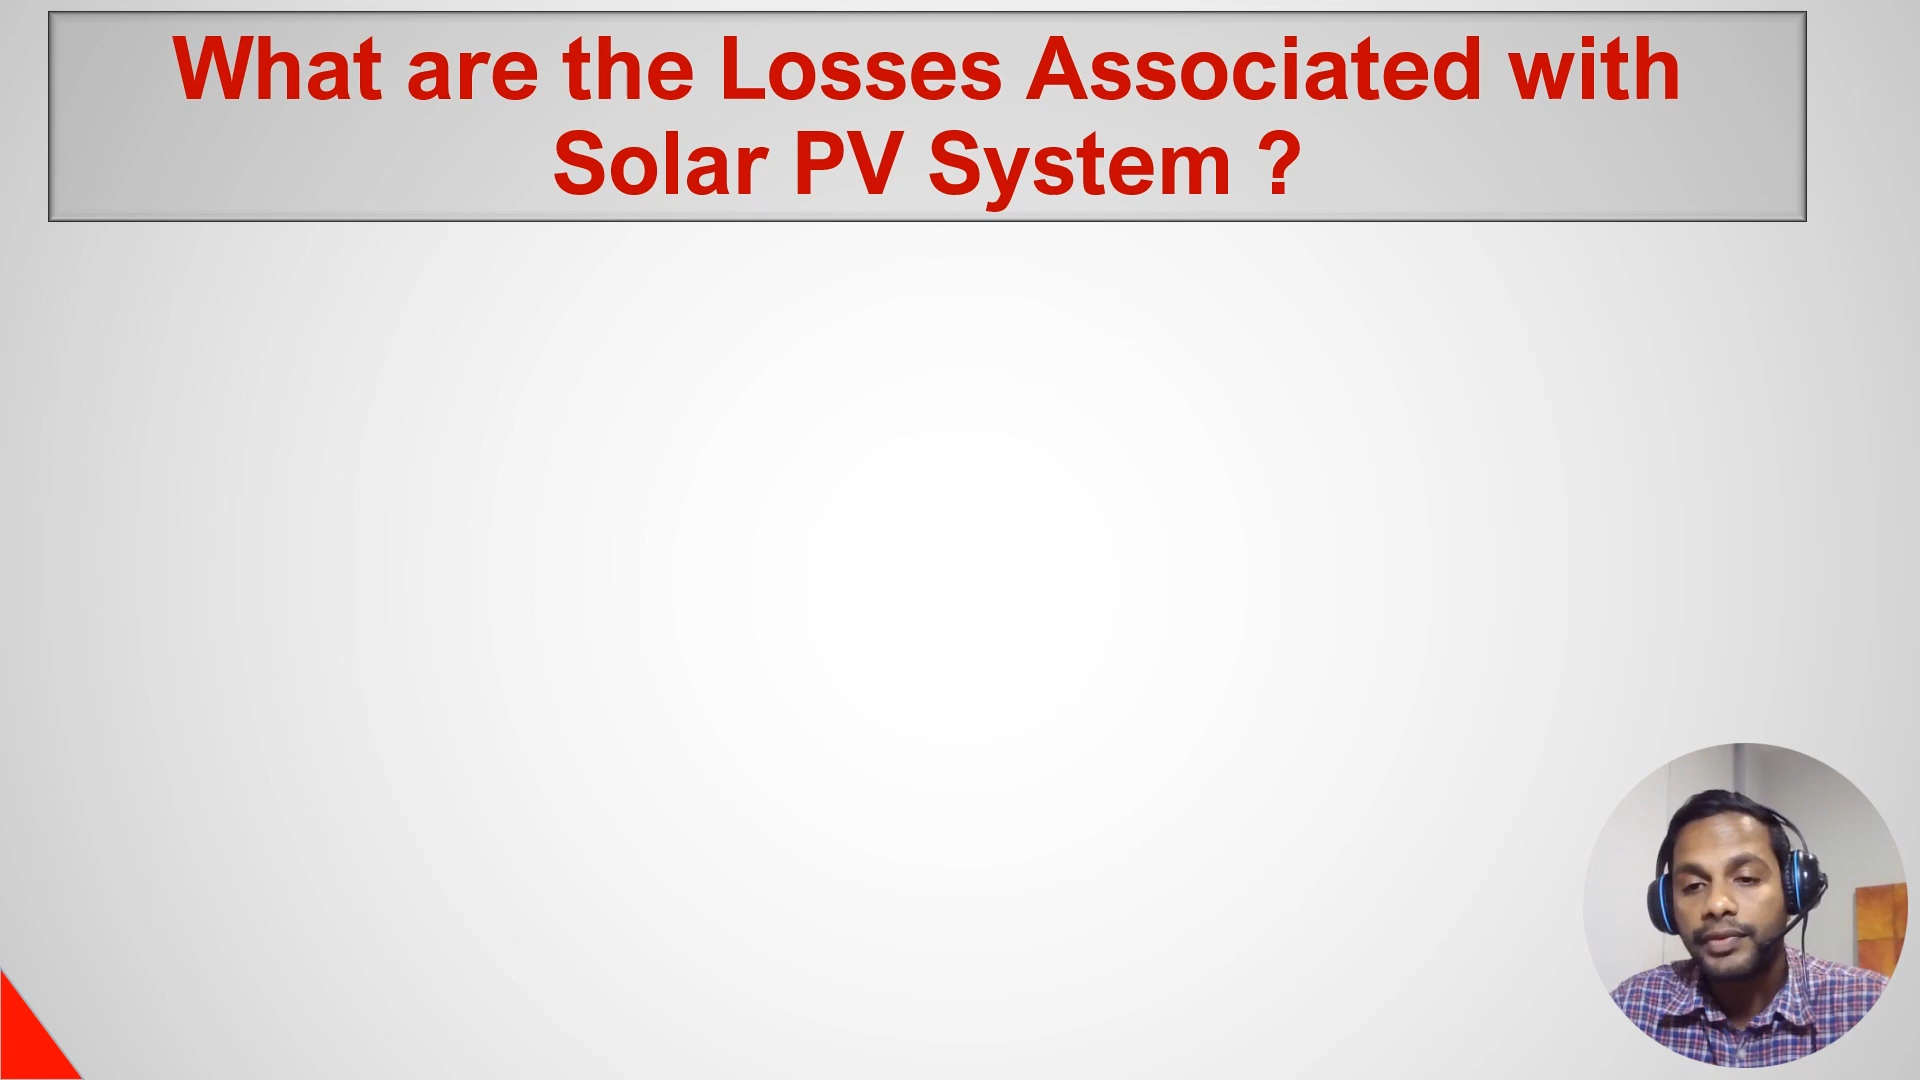 What are the Losses Associated with
Solar PV System ?